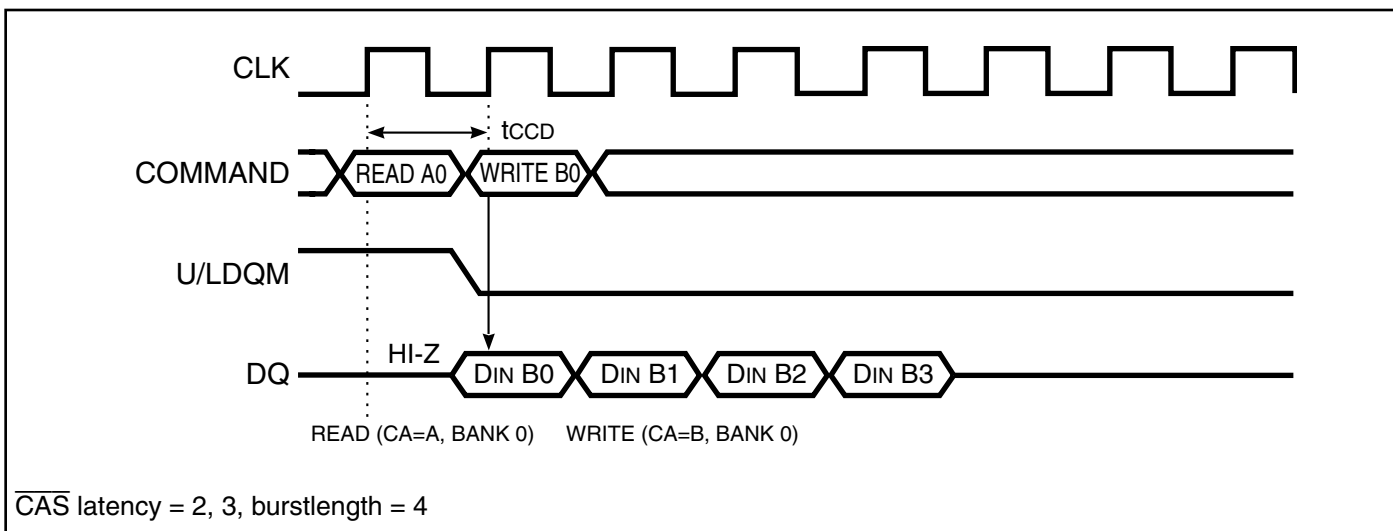 CLK
tCCD
COMMAND READ A0 WRITE B0
U/LDQM
HI-Z
DQ DIN B0 DIN B1 DIN B2 DIN B3
READ (CA=A, BANK 0) WRITE (CA=B, BANK 0)
C̅A̅S̅ latency = 2, 3, burstlength = 4